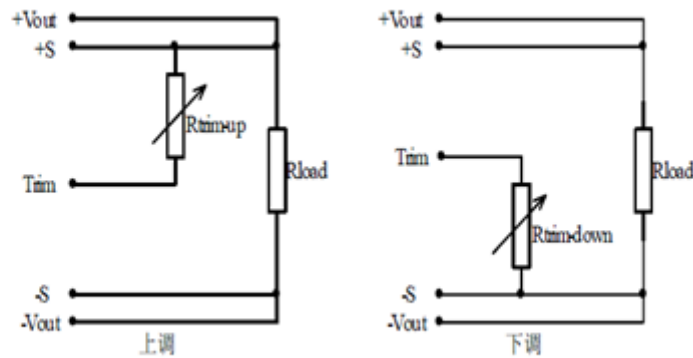 +Vout
+S
Rtrim-up
Trim
Rload
-S
-Vout
上调
+Vout
+S
Trim
Rload
Rtrim-down
-S
-Vout
下调